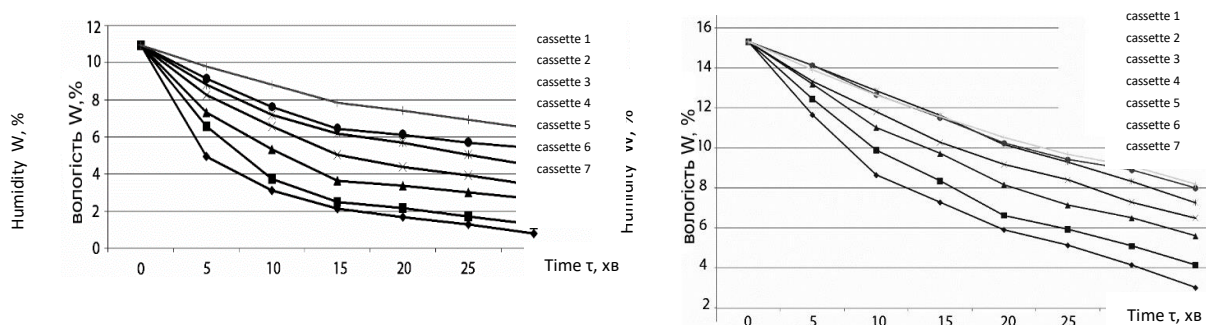 Humidity W, %
вологість W, %
12
10
8
6
4
2
0
0 5 10 15 20 25
Time τ, хв
cassette 1
cassette 2
cassette 3
cassette 4
cassette 5
cassette 6
cassette 7
Humidity W, %
вологість W, %
16
14
12
10
8
6
4
2
0 5 10 15 20 25
Time τ, хв
cassette 1
cassette 2
cassette 3
cassette 4
cassette 5
cassette 6
cassette 7